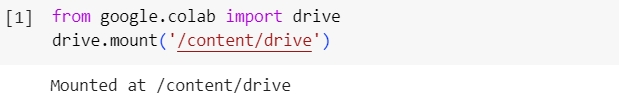 [1] from google.colab import drive
drive.mount('/content/drive')
Mounted at /content/drive